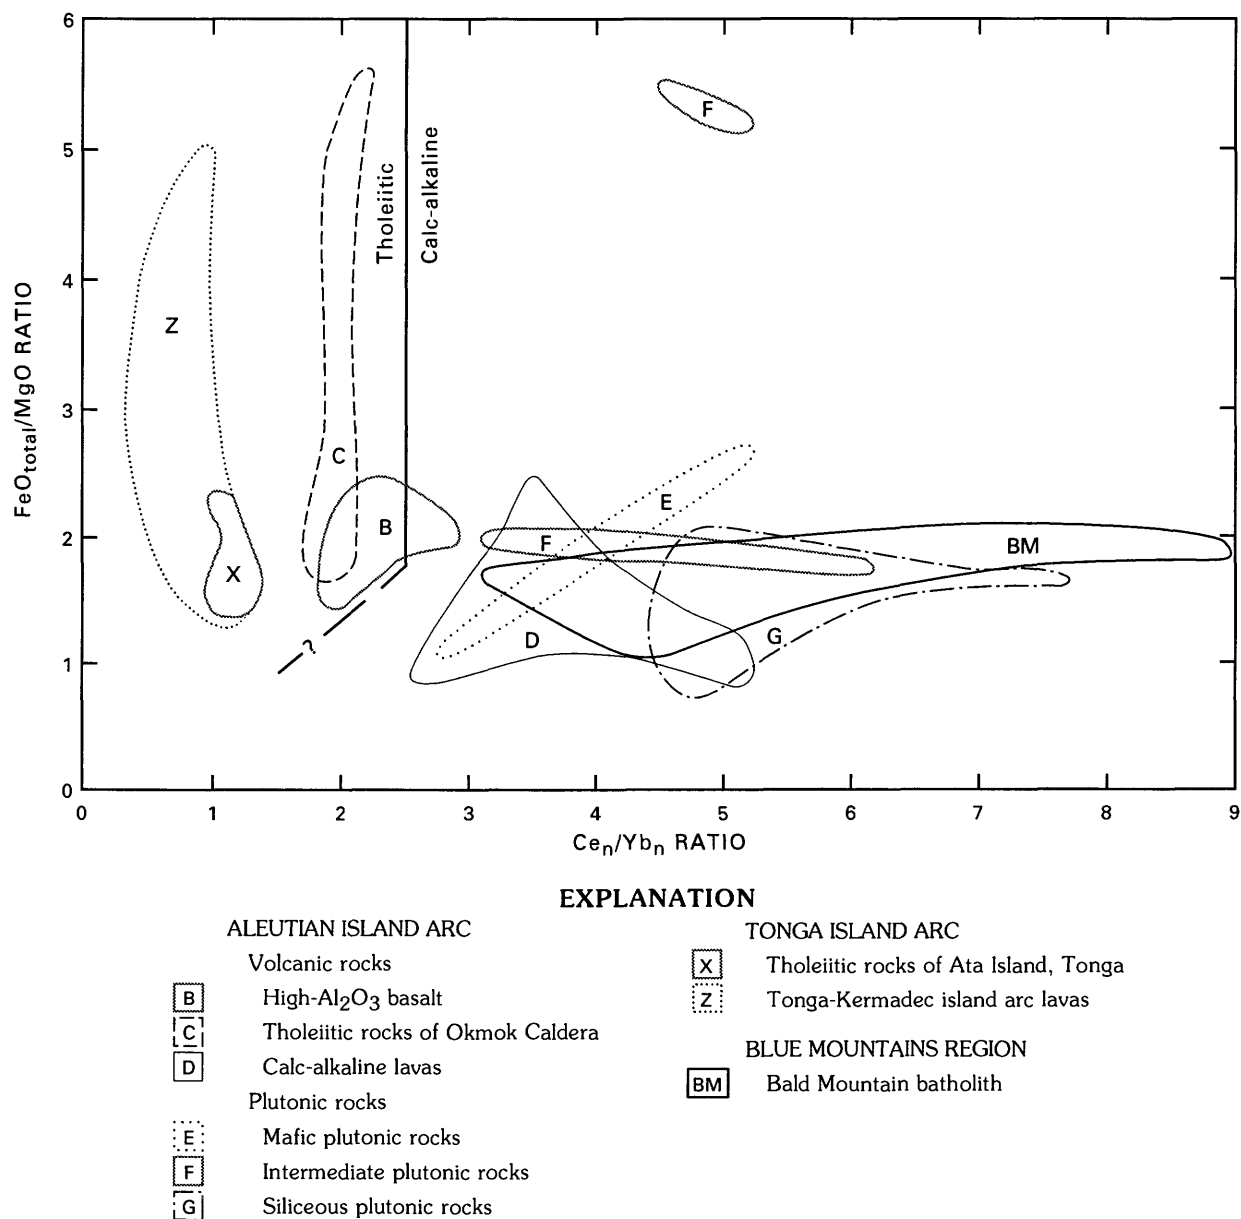 6
5
4
3
2
1
0
FeOtotal/MgO RATIO
Tholeiitic
Calc-alkaline
F
Z
C
B
E
F
BM
X
D
G
?
0 1 2 3 4 5 6 7 8 9
Cen/Ybn RATIO
EXPLANATION
ALEUTIAN ISLAND ARC
Volcanic rocks
B High-Al2O3 basalt
C Tholeiitic rocks of Okmok Caldera
D Calc-alkaline lavas
Plutonic rocks
E Mafic plutonic rocks
F Intermediate plutonic rocks
G Siliceous plutonic rocks
TONGA ISLAND ARC
X Tholeiitic rocks of Ata Island, Tonga
Z Tonga-Kermadec island arc lavas
BLUE MOUNTAINS REGION
BM Bald Mountain batholith